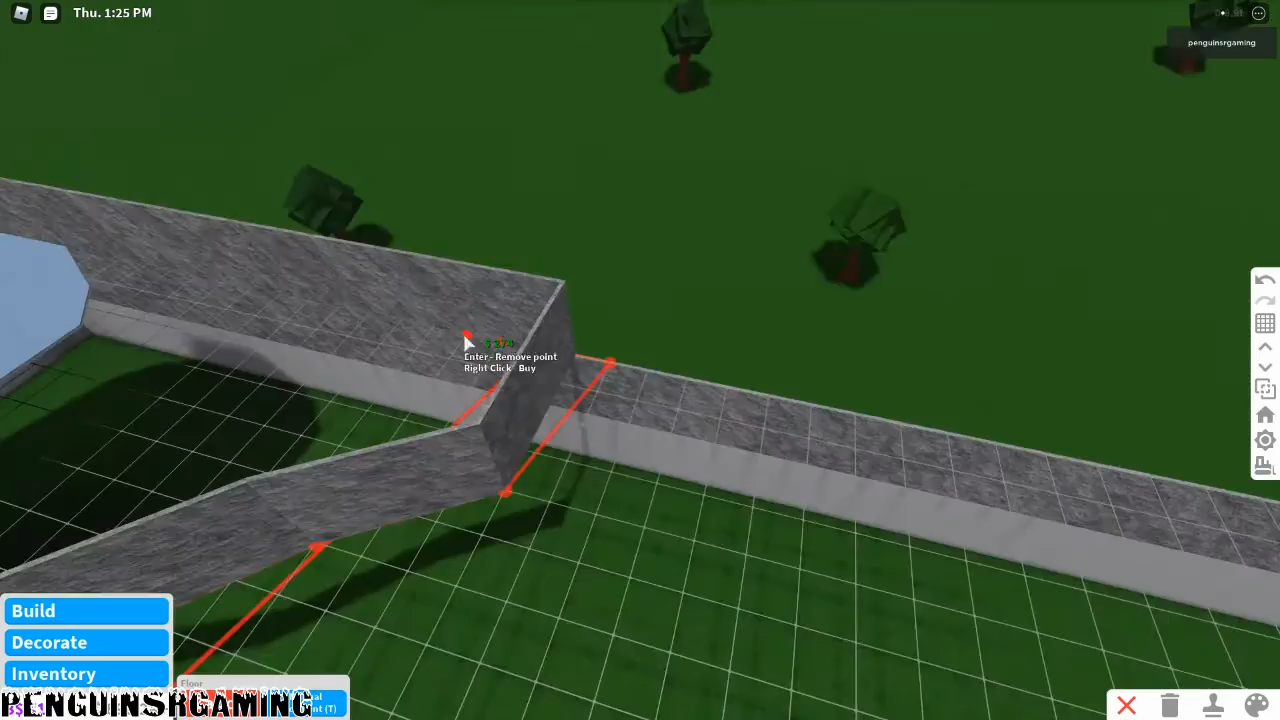 Thu. 1:25 PM
penguinsrgaming
Enter - Remove point
Right Click Buy
Build
Decorate
Inventory
Floor
PENGUINSRGAMING